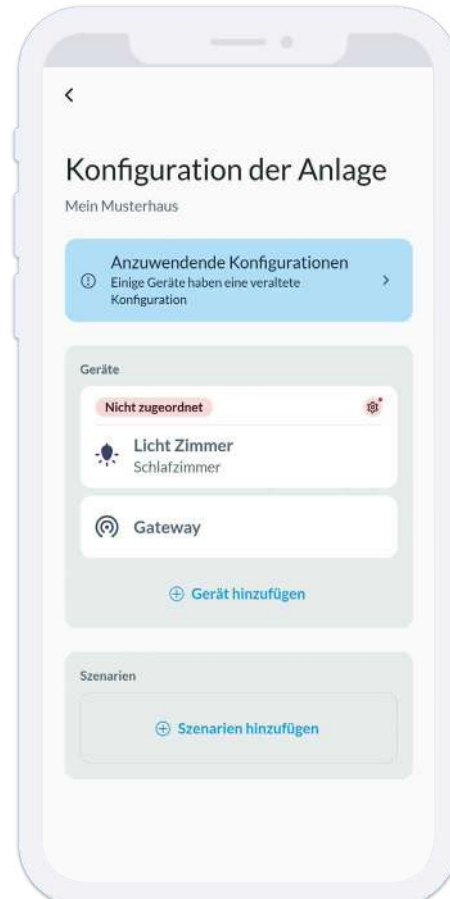 Konfiguration der Anlage
Mein Musterhaus
Anzuwendende Konfigurationen
Einige Geräte haben eine veraltete
Konfiguration
Geräte
Nicht zugeordnet
Licht Zimmer
Schlafzimmer
Gateway
Gerät hinzufügen
Szenarien
Szenarien hinzufügen